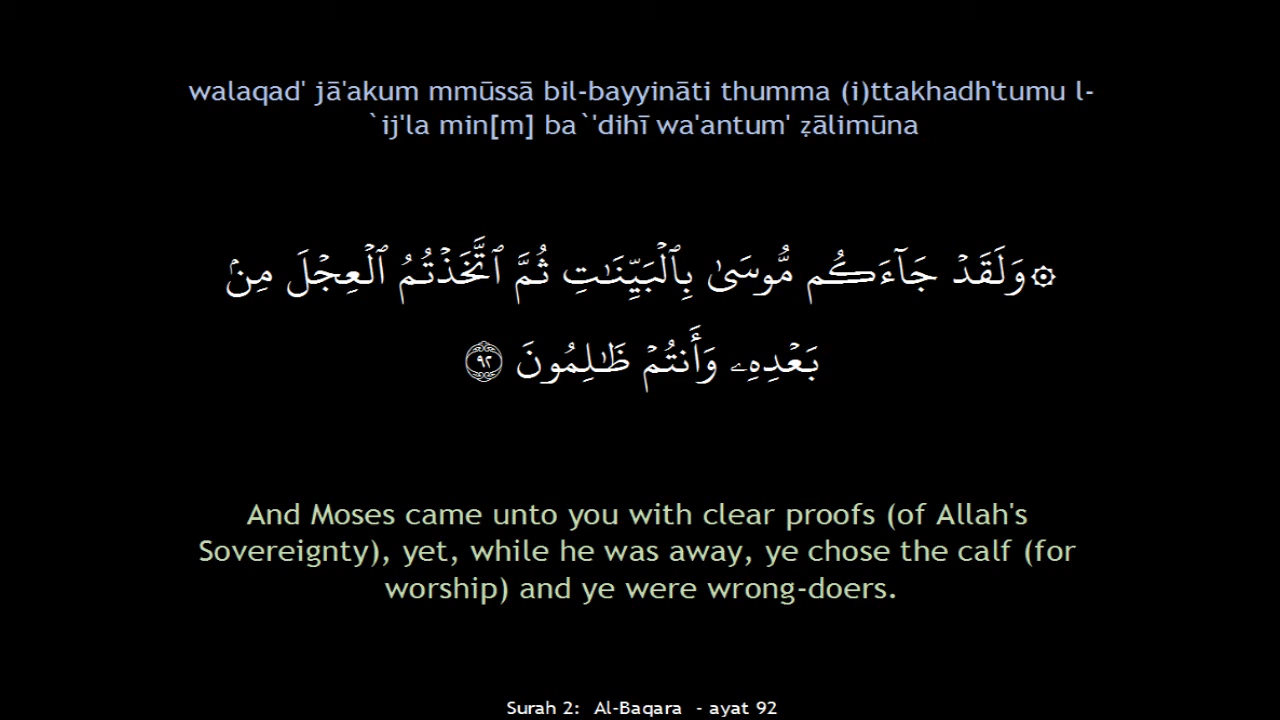 walaqad' jā'akum mmūssā bil-bayyināti thumma (i)ttakhadh'tumu l-
`ij'la min[m] ba`'dihī wa'antum' ẓālimūna
۞وَلَقَدۡ جَآءَكُم مُّوسَىٰ بِٱلۡبَيِّنَٰتِ ثُمَّ ٱتَّخَذۡتُمُ ٱلۡعِجۡلَ مِنۢ
بَعۡدِهِۦ وَأَنتُمۡ ظَٰلِمُونَ ٩٢
And Moses came unto you with clear proofs (of Allah's
Sovereignty), yet, while he was away, ye chose the calf (for
worship) and ye were wrong-doers.
Surah 2: Al-Baqara - ayat 92